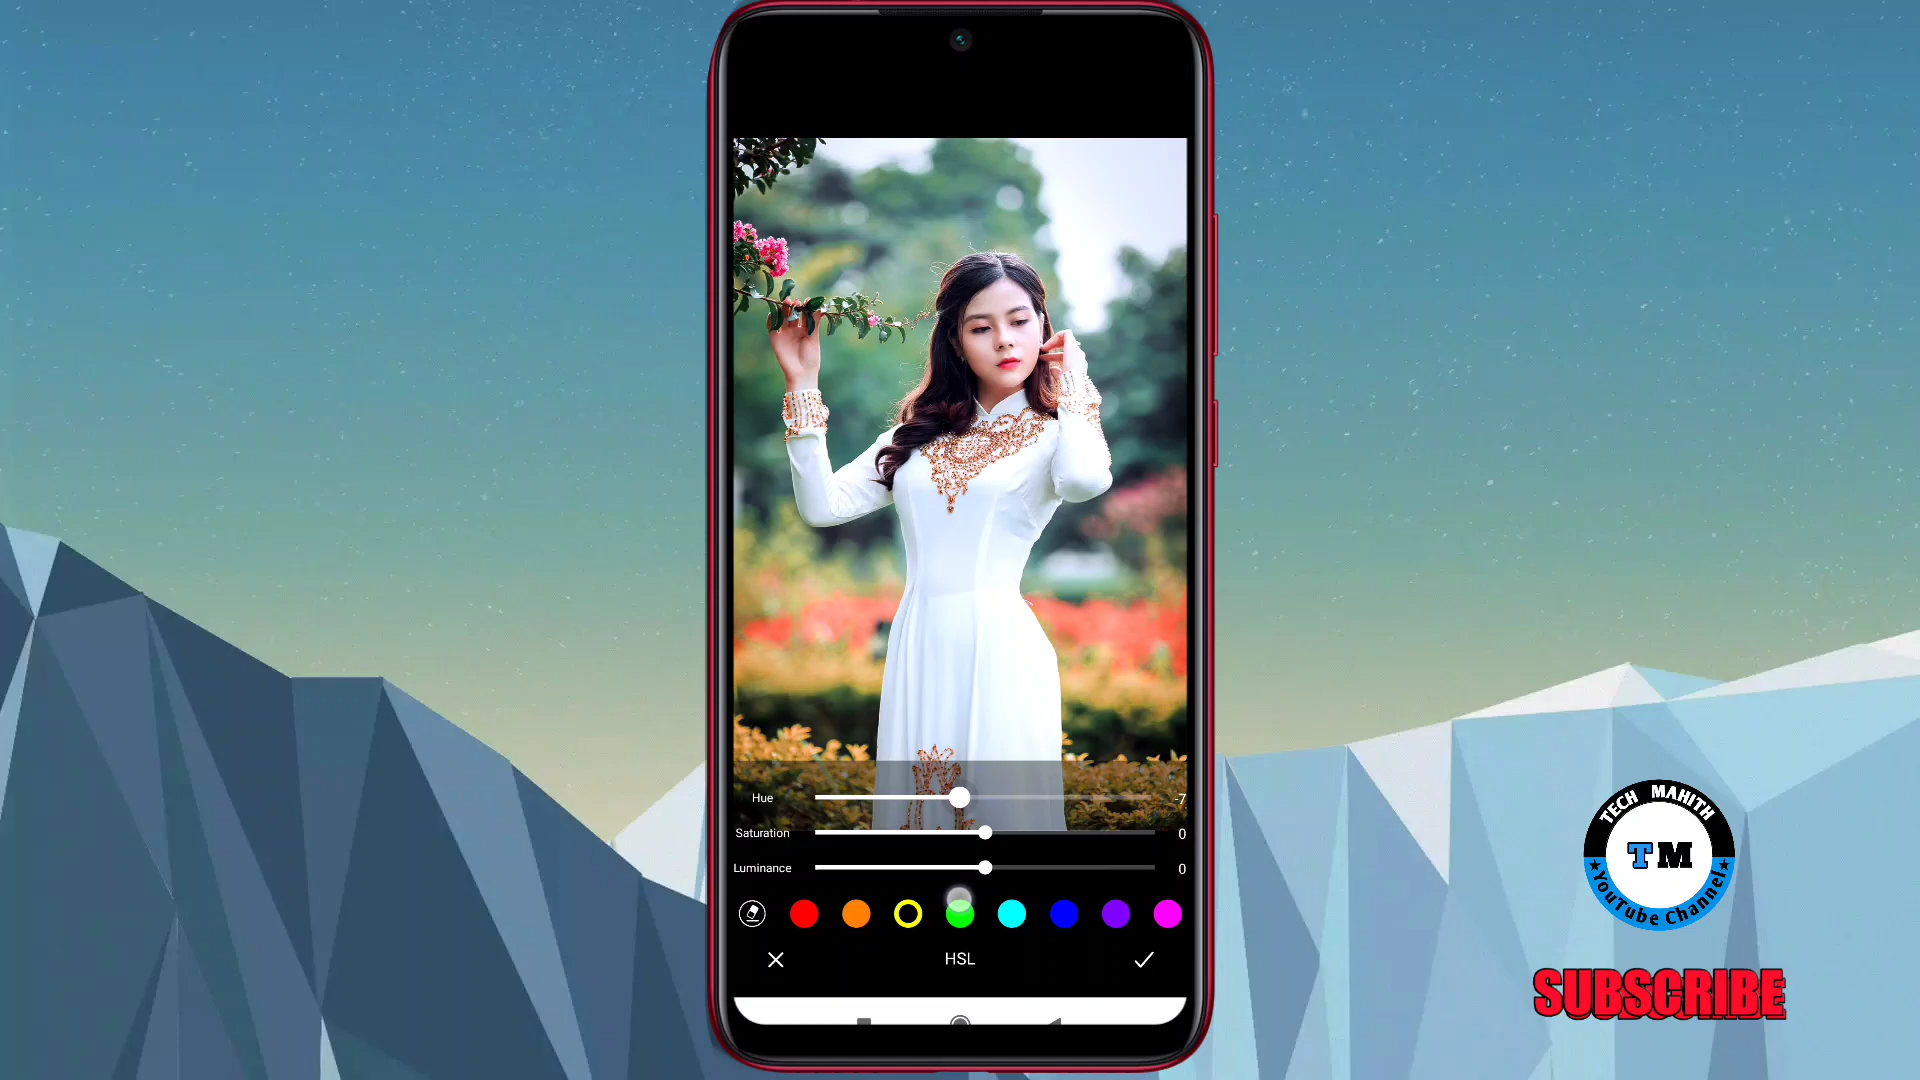 Hue -7
Saturation 0
Luminance 0
HSL
TECH MAHITH
TM
YouTube Channel
SUBSCRIBE